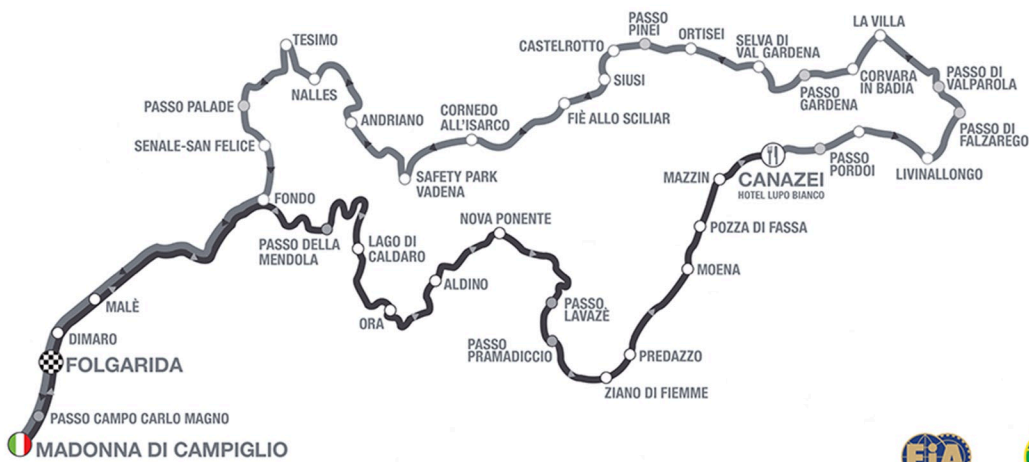 LA VILLA
PASSO
PINEI
ORTISEI
TESIMO
CASTELROTTO
SELVA DI
VAL GARDENA
PASSO DI
VALPAROLA
CORVARA
IN BADIA
SIUSI
PASSO
GARDENA
NALLES
PASSO PALADE
CORNEDO
ALL'ISARCO
FIÈ ALLO SCILIAR
ANDRIANO
PASSO DI
FALZAREGO
SENALE-SAN FELICE
PASSO
PORDOI
LIVINALLONGO
SAFETY PARK
VADENA
MAZZIN
CANAZEI
HOTEL LUPO BIANCO
FONDO
NOVA PONENTE
POZZA DI FASSA
PASSO DELLA
MENDOLA
LAGO DI
CALDARO
MOENA
ALDINO
MALÈ
ORA
PASSO
LAVAZÈ
DIMARO
PASSO
PRAMADICCIO
PREDAZZO
FOLGARIDA
ZIANO DI FIEMME
PASSO CAMPO CARLO MAGNO
MADONNA DI CAMPIGLIO
FiA